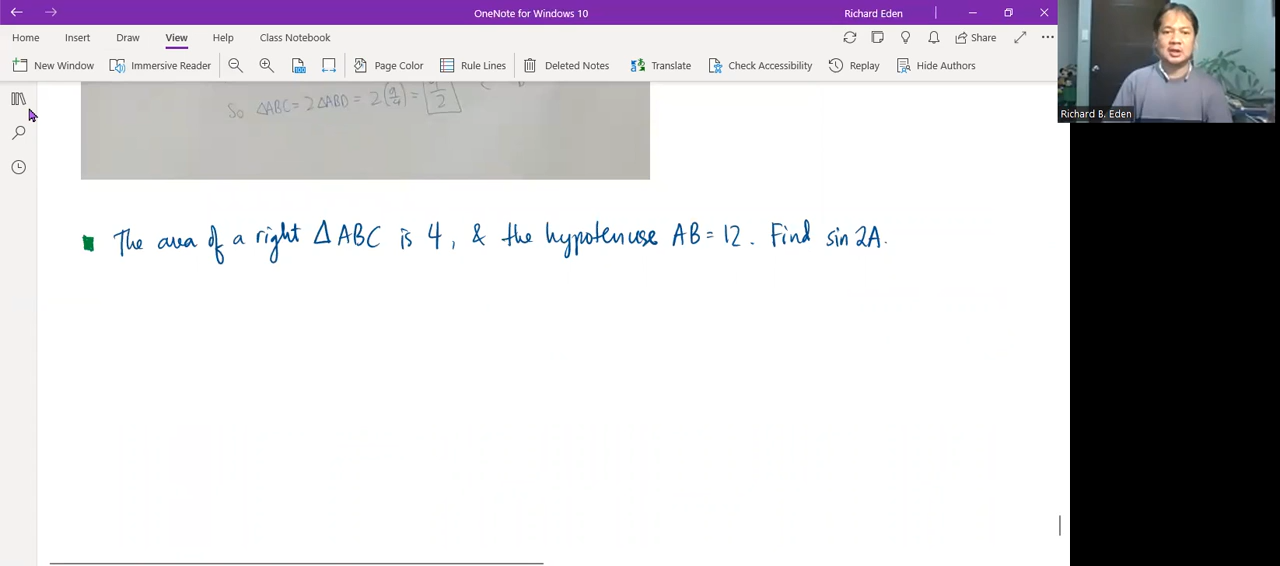 OneNote for Windows 10
Richard Eden
Home Insert Draw View Help Class Notebook
Share
New Window Immersive Reader Page Color Rule Lines Deleted Notes Translate Check Accessibility Replay Hide Authors
So △ABC = 2 △ABD = 2 (9/4) =
Richard B. Eden
The area of a right △ABC is 4, & the hypotenuse AB = 12. Find sin 2A.